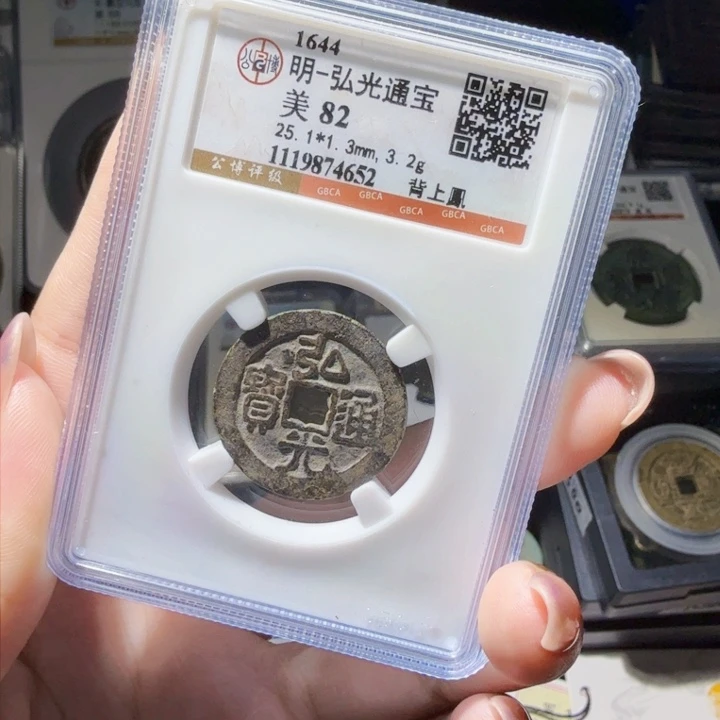 1644
明-弘光通宝
美 82
25.1*1.3mm, 3.2g
1119874652 背上鳳
公博评级
GBCA GBCA GBCA GBCA GBCA
弘光通寶